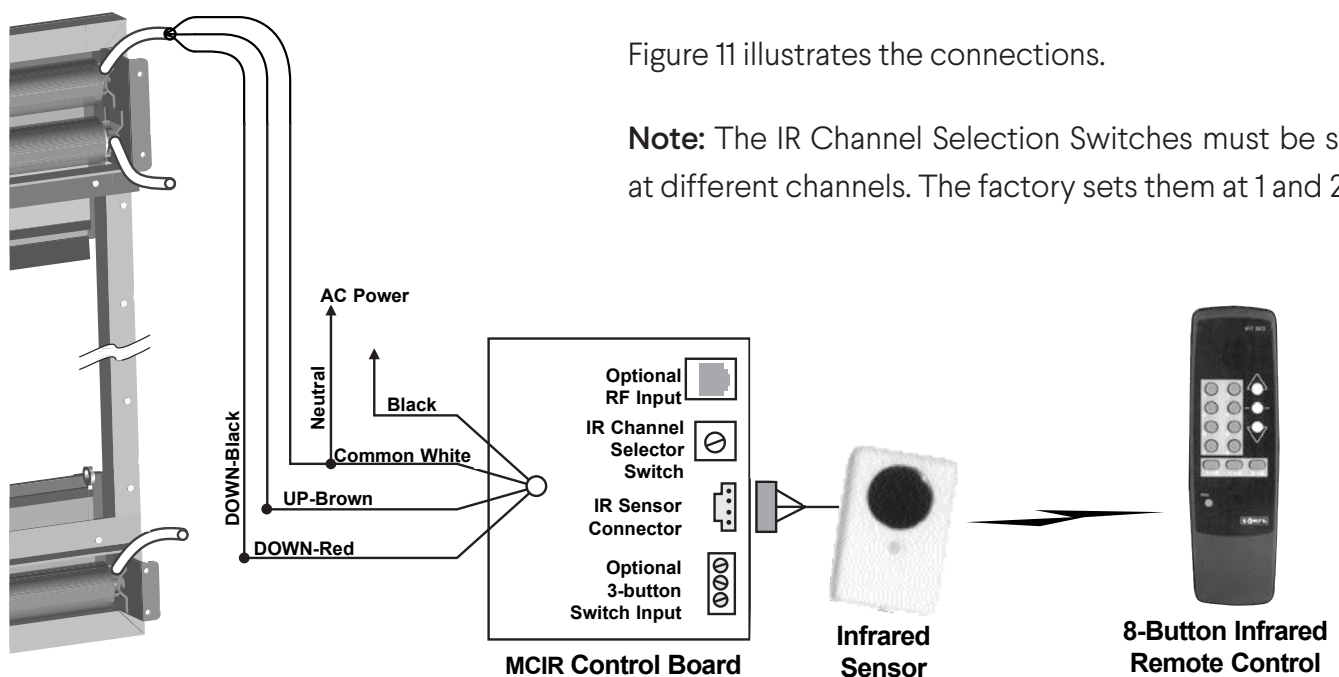 Figure 11 illustrates the connections.
Note: The IR Channel Selection Switches must be s
at different channels. The factory sets them at 1 and 2
AC Power
Neutral
Black
DOWN-Black
Common White
UP-Brown
DOWN-Red
Optional
RF Input
IR Channel
Selector
Switch
IR Sensor
Connector
Optional
3-button
Switch Input
MCIR Control Board
Infrared
Sensor
somfy
8-Button Infrared
Remote Control